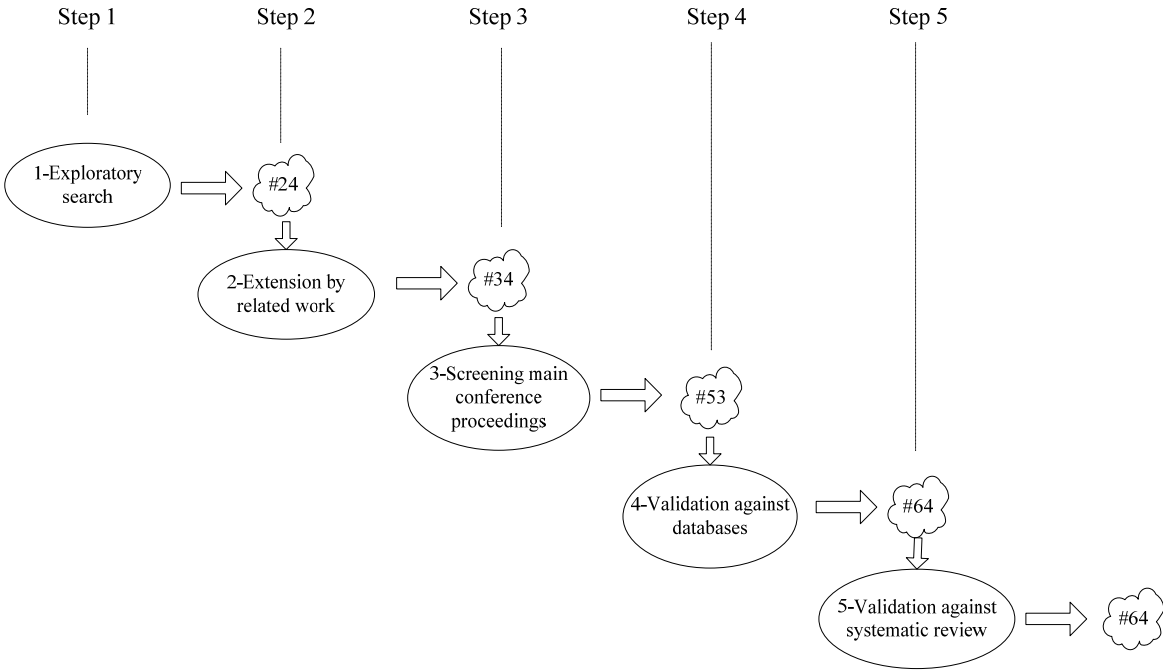 Step 1
Step 2
Step 3
Step 4
Step 5
1-Exploratory
search
#24
2-Extension by
related work
#34
3-Screening main
conference
proceedings
#53
4-Validation against
databases
#64
5-Validation against
systematic review
#64